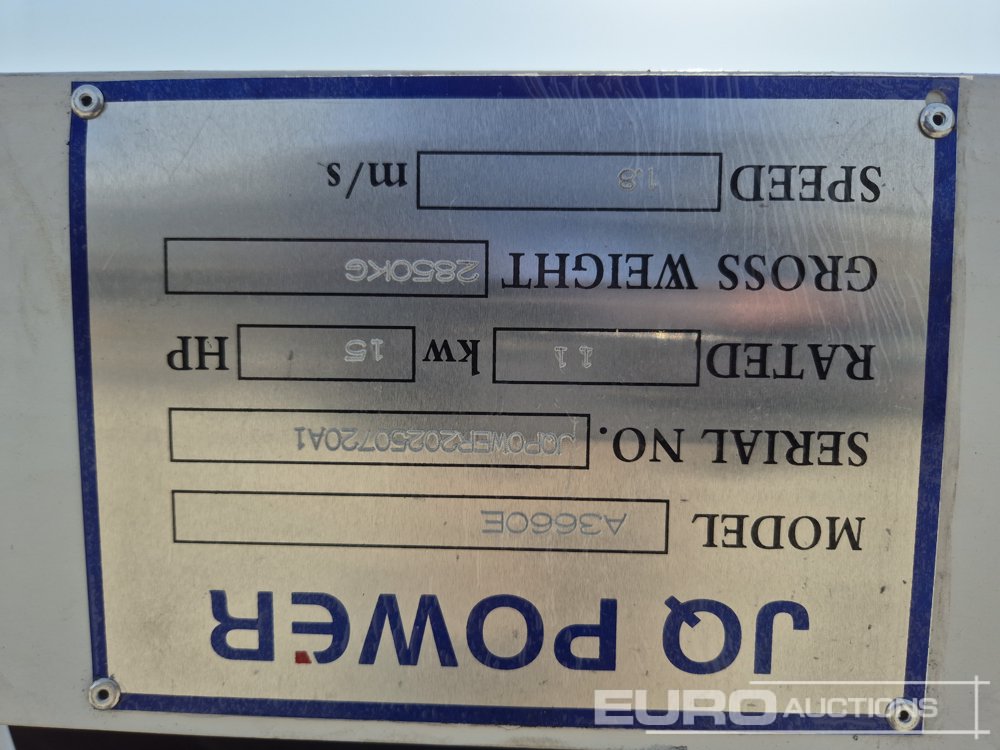 JQ POWER
MODEL A3660E
SERIAL NO. JQPOWER20250720A1
RATED 11 kw 15 HP
GROSS WEIGHT 2850KG
SPEED 1.8 m/s
EURO AUCTIONS